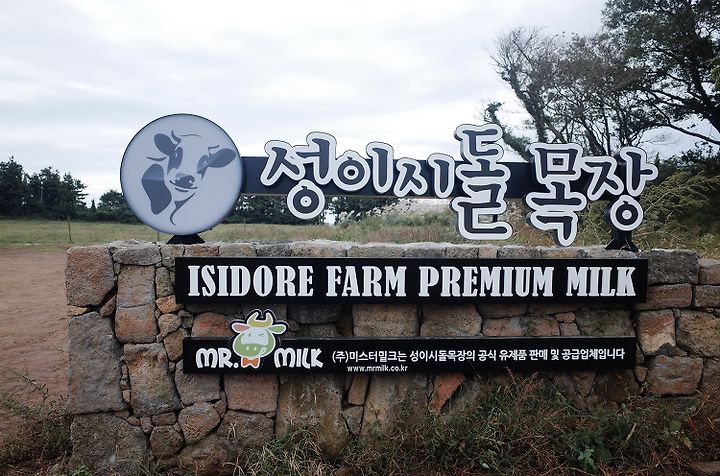 성이시돌 목장
ISIDORE FARM PREMIUM MILK
MR. MILK (주)미스터밀크는 성이시돌목장의 공식 유제품 판매 및 공급업체입니다
www.mrmilk.co.kr